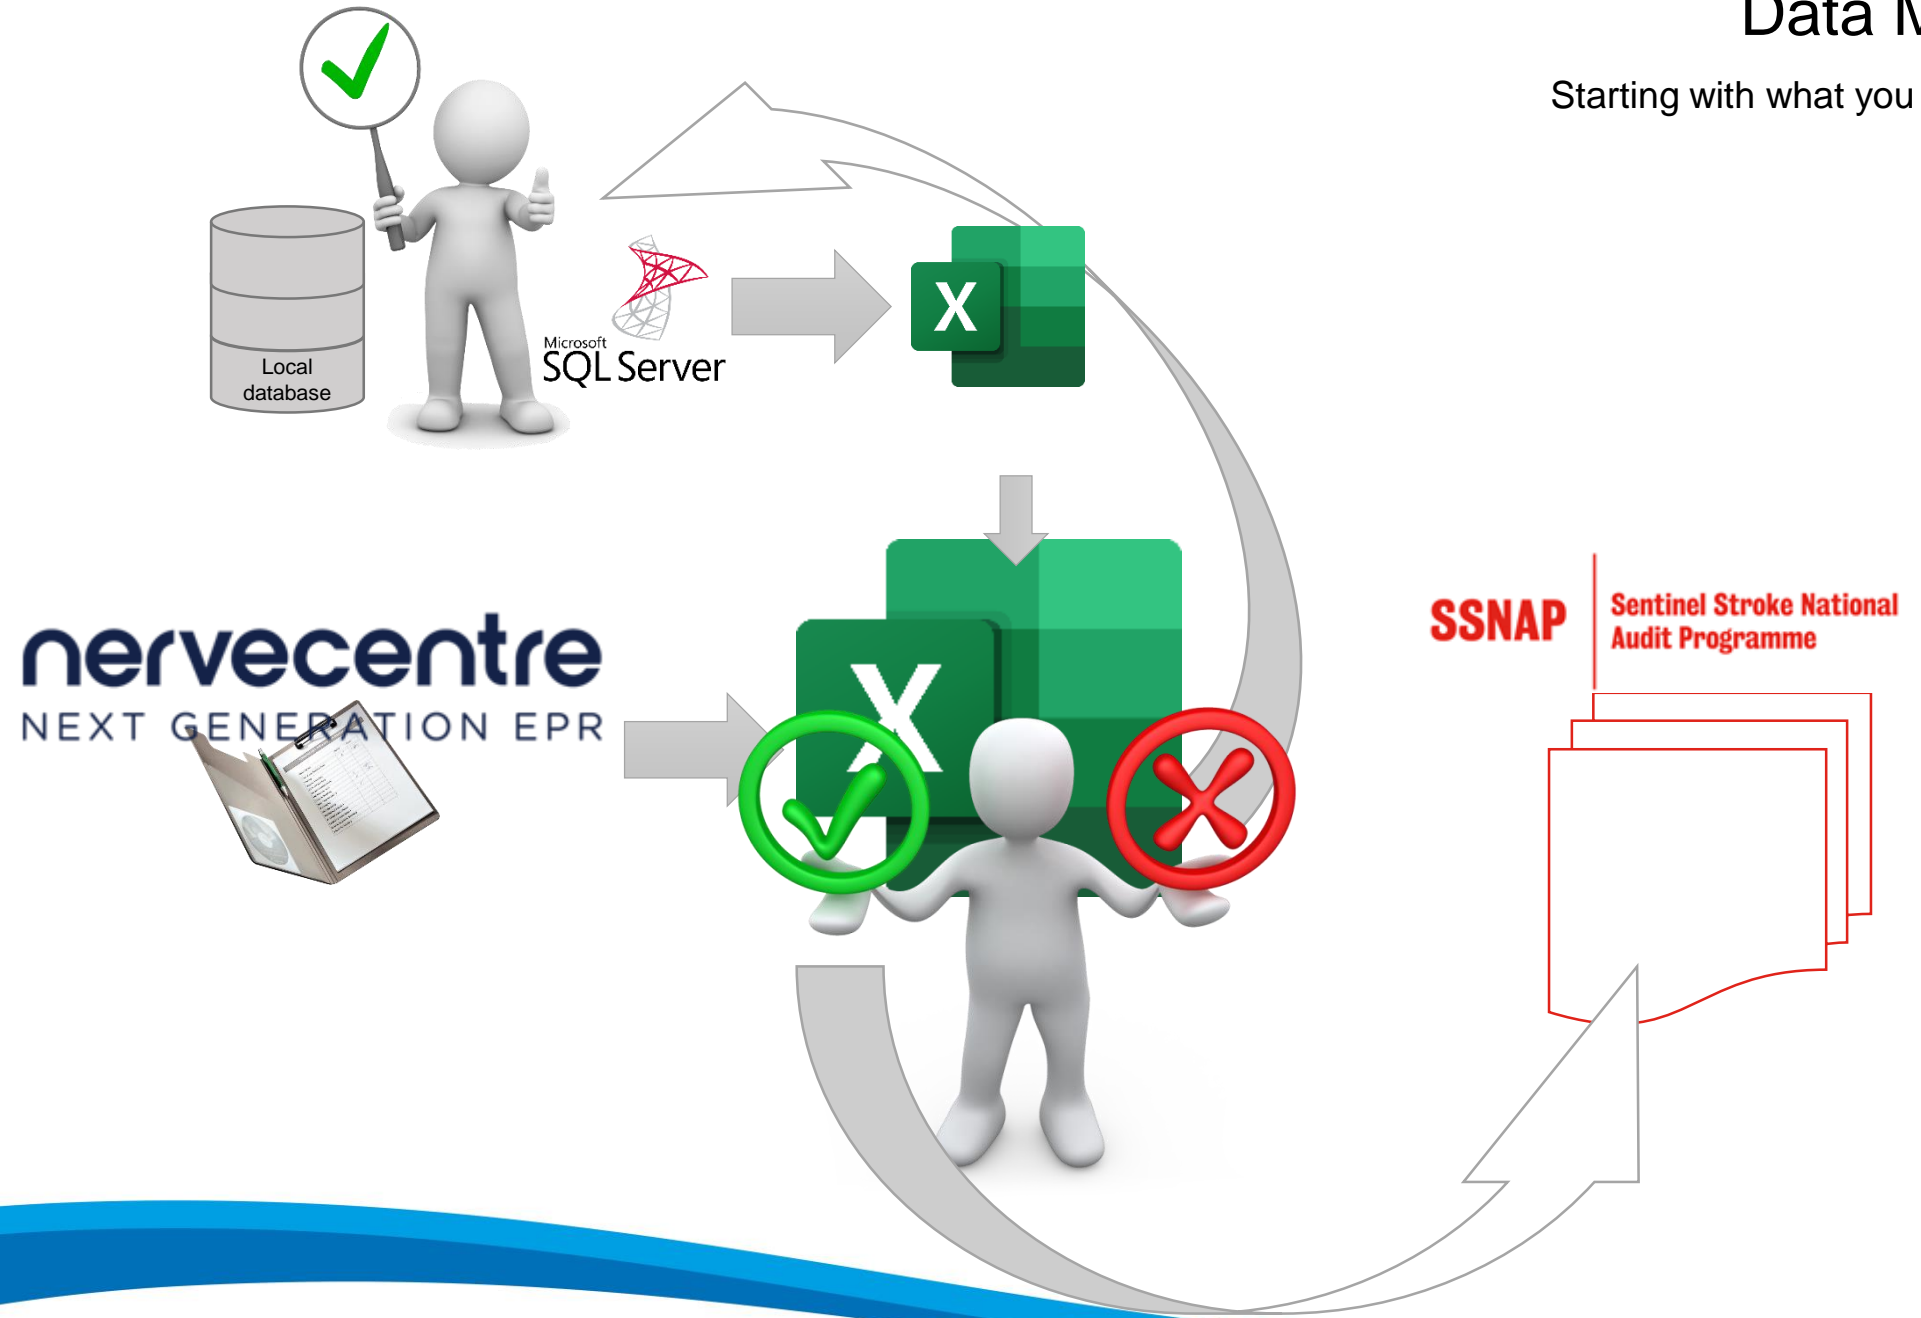 Data M
Starting with what you
Local
database
Microsoft
SQL Server
X
nervecentre
NEXT GENERATION EPR
X
SSNAP
Sentinel Stroke National
Audit Programme